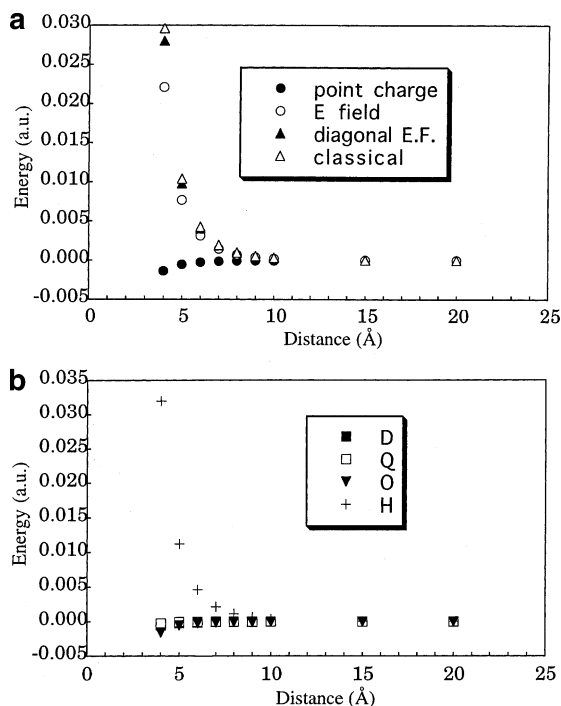 a
0.030
0.025
0.020
0.015
0.010
0.005
0.000
-0.005
Energy (a.u.)
point charge
E field
diagonal E.F.
classical
0 5 10 15 20 25
Distance (Å)
b
0.035
0.030
0.025
0.020
0.015
0.010
0.005
0.000
-0.005
Energy (a.u.)
D
Q
O
H
0 5 10 15 20 25
Distance (Å)